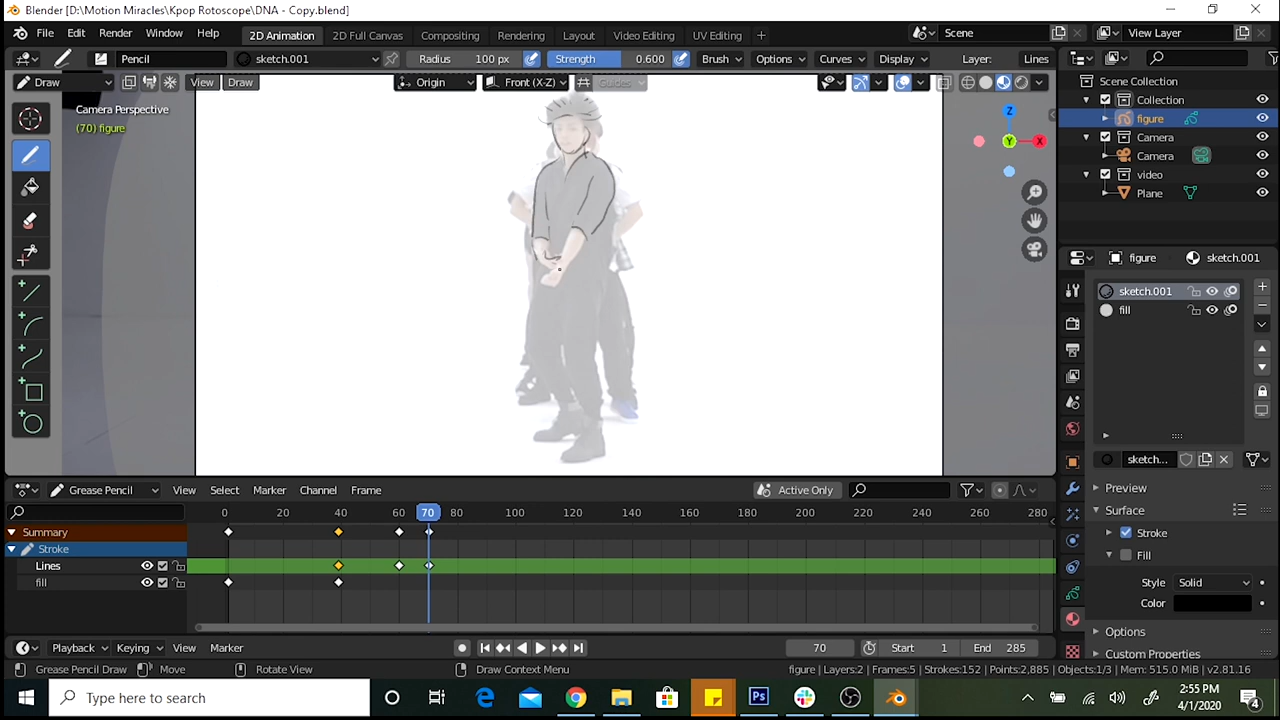 Blender [D:\Motion Miracles\Kpop Rotoscope\DNA - Copy.blend]
File Edit Render Window Help 2D Animation 2D Full Canvas Compositing Rendering Layout Video Editing UV Editing + Scene View Layer
Pencil sketch.001 Radius 100 px Strength 0.600 Brush Options Curves Display Layer: Lines
Draw View Draw Origin Front (X-Z) Guides
Scene Collection
Camera Perspective
(70) figure
Collection
figure
Camera
Camera
video
Plane
Z
Y
X
figure sketch.001
sketch.001
fill
sketch...
Grease Pencil View Select Marker Channel Frame Active Only
Preview
Surface
0 20 40 60 70 80 100 120 140 160 180 200 220 240 260 280
Summary
Stroke
Stroke
Lines
Fill
fill
Style Solid
Color
Options
Custom Properties
Playback Keying View Marker 70 Start 1 End 285
Grease Pencil Draw Move Rotate View Draw Context Menu figure | Layers:2 | Frames:5 | Strokes:152 | Points:2,885 | Objects:1/3 | Mem: 515.0 MiB | v2.81.16
Type here to search
2:55 PM
4/1/2020
4